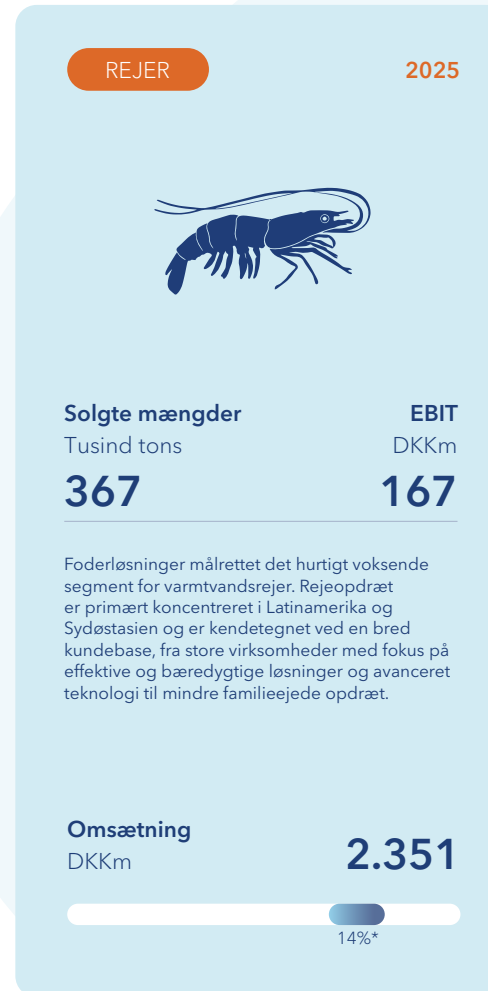 REJER 2025
Solgte mængder EBIT
Tusind tons DKKm
367 167
Foderløsninger målrettet det hurtigt voksende
segment for varmtvandsrejer. Rejeopdræt
er primært koncentreret i Latinamerika og
Sydøstasien og er kendetegnet ved en bred
kundebase, fra store virksomheder med fokus på
effektive og bæredygtige løsninger og avanceret
teknologi til mindre familieejede opdræt.
Omsætning
DKKm 2.351
14%*